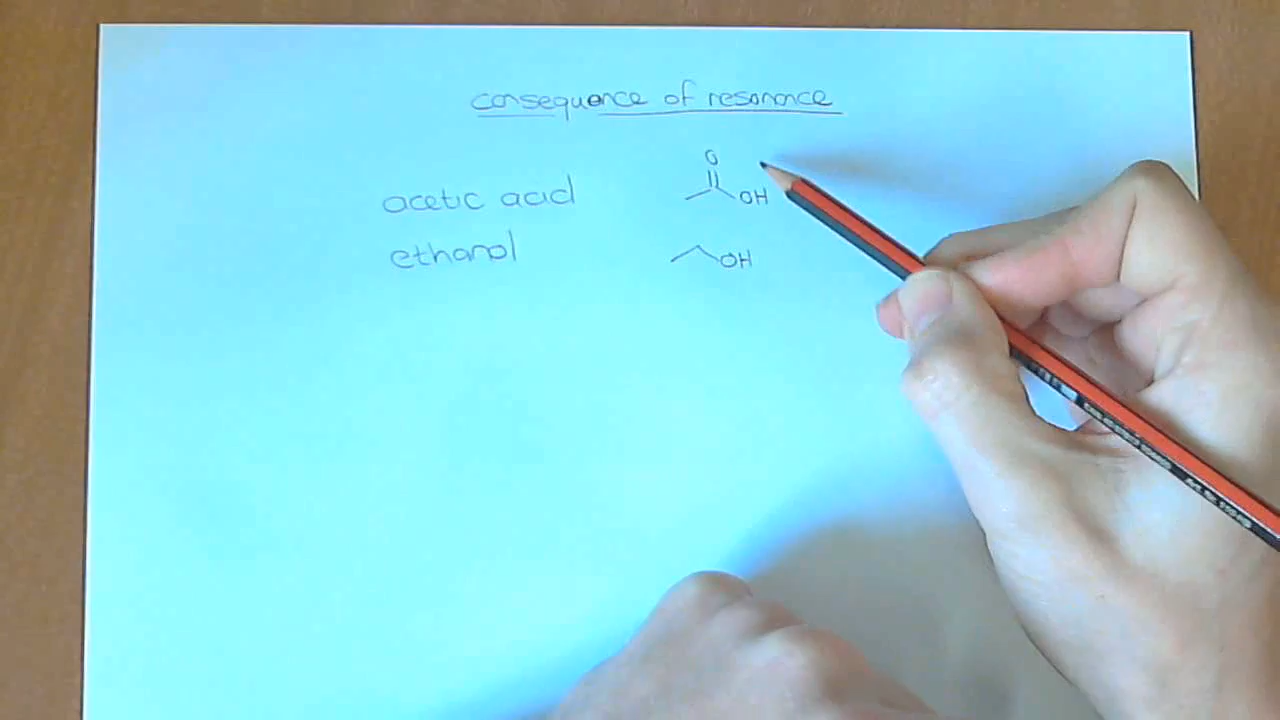 consequence of resonance
acetic acid
O
OH
ethanol
OH